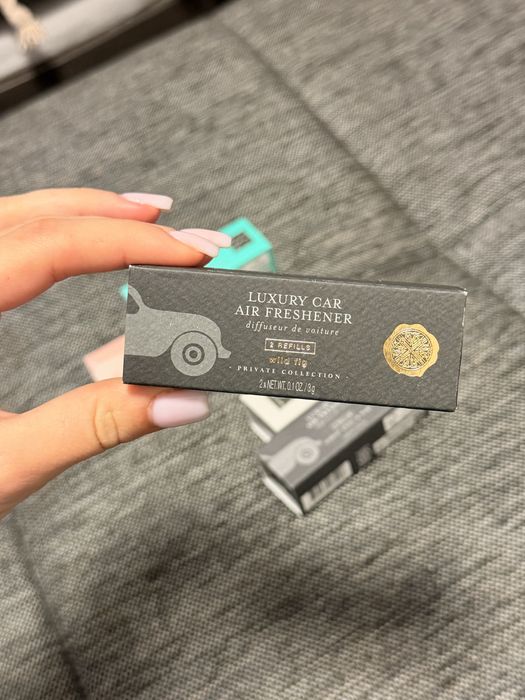 LUXURY CAR
AIR FRESHENER
diffuseur de voiture
2 REFILLS
wild fig
- PRIVATE COLLECTION -
2 x NET WT. 0.1 OZ / 3g